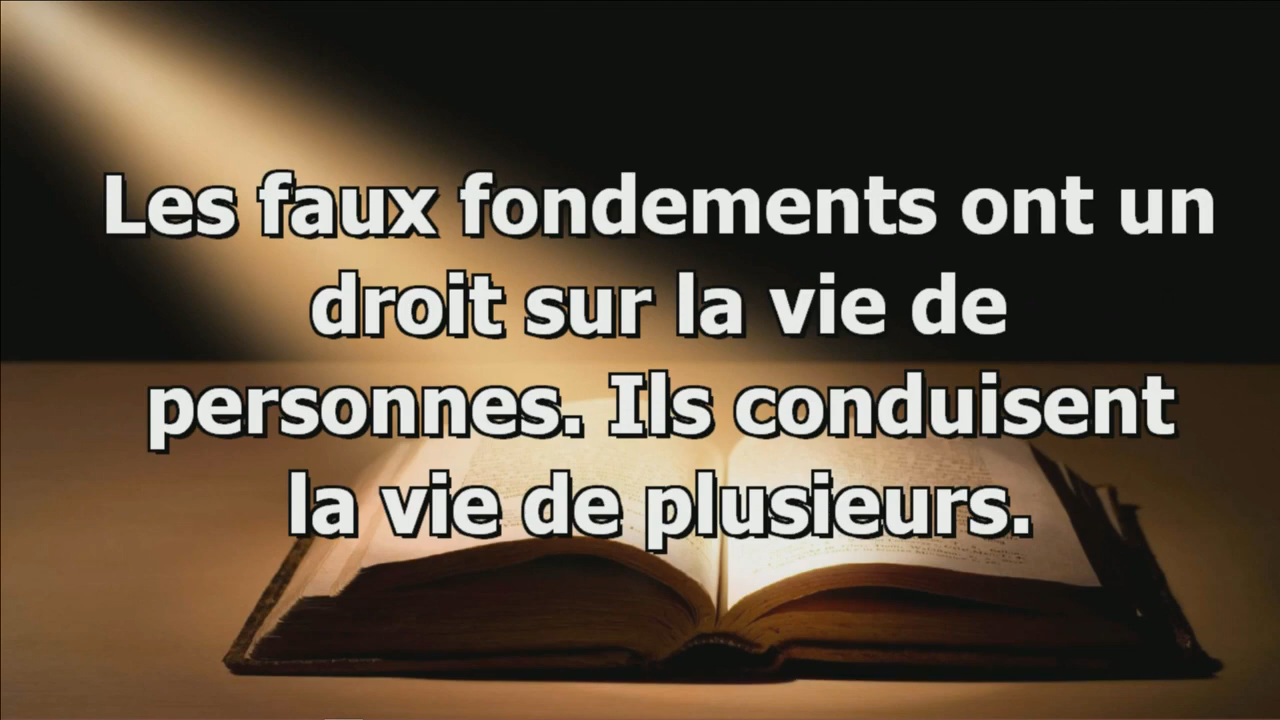 Les faux fondements ont un
droit sur la vie de
personnes. Ils conduisent
la vie de plusieurs.